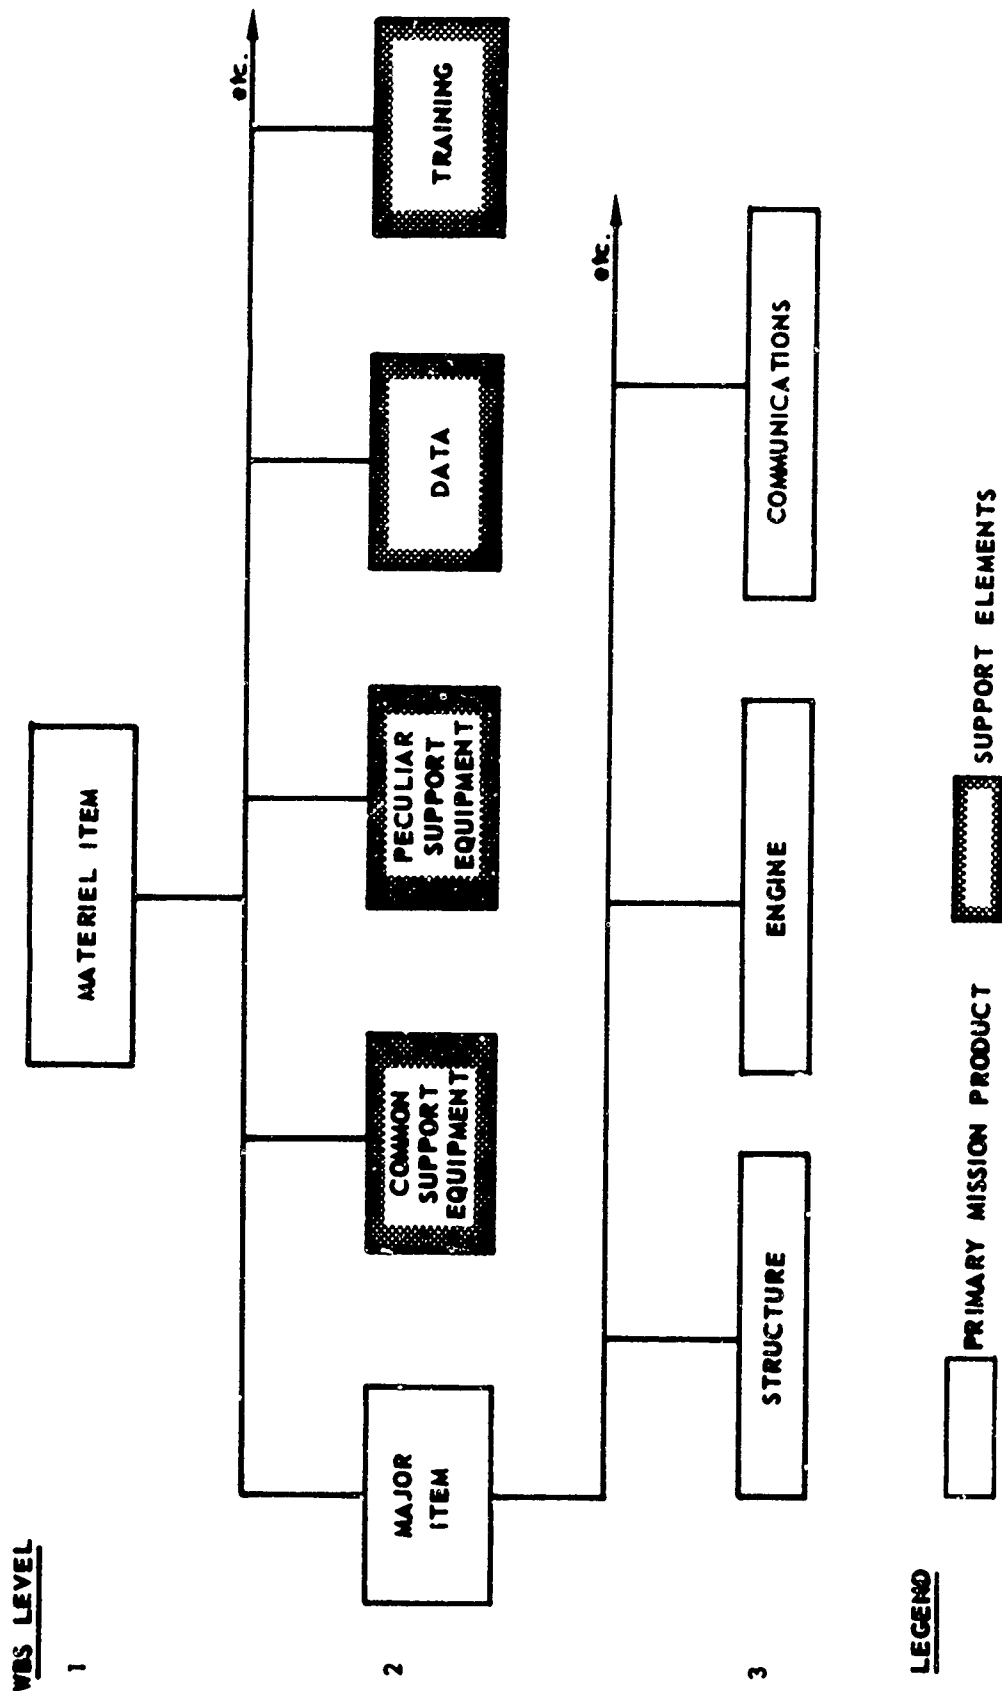 WBS LEVEL
1
MATERIEL ITEM
etc.
2
MAJOR
ITEM
COMMON
SUPPORT
EQUIPMENT
PECULIAR
SUPPORT
EQUIPMENT
DATA
TRAINING
etc.
3
STRUCTURE
ENGINE
COMMUNICATIONS
LEGEND
PRIMARY MISSION PRODUCT
SUPPORT ELEMENTS